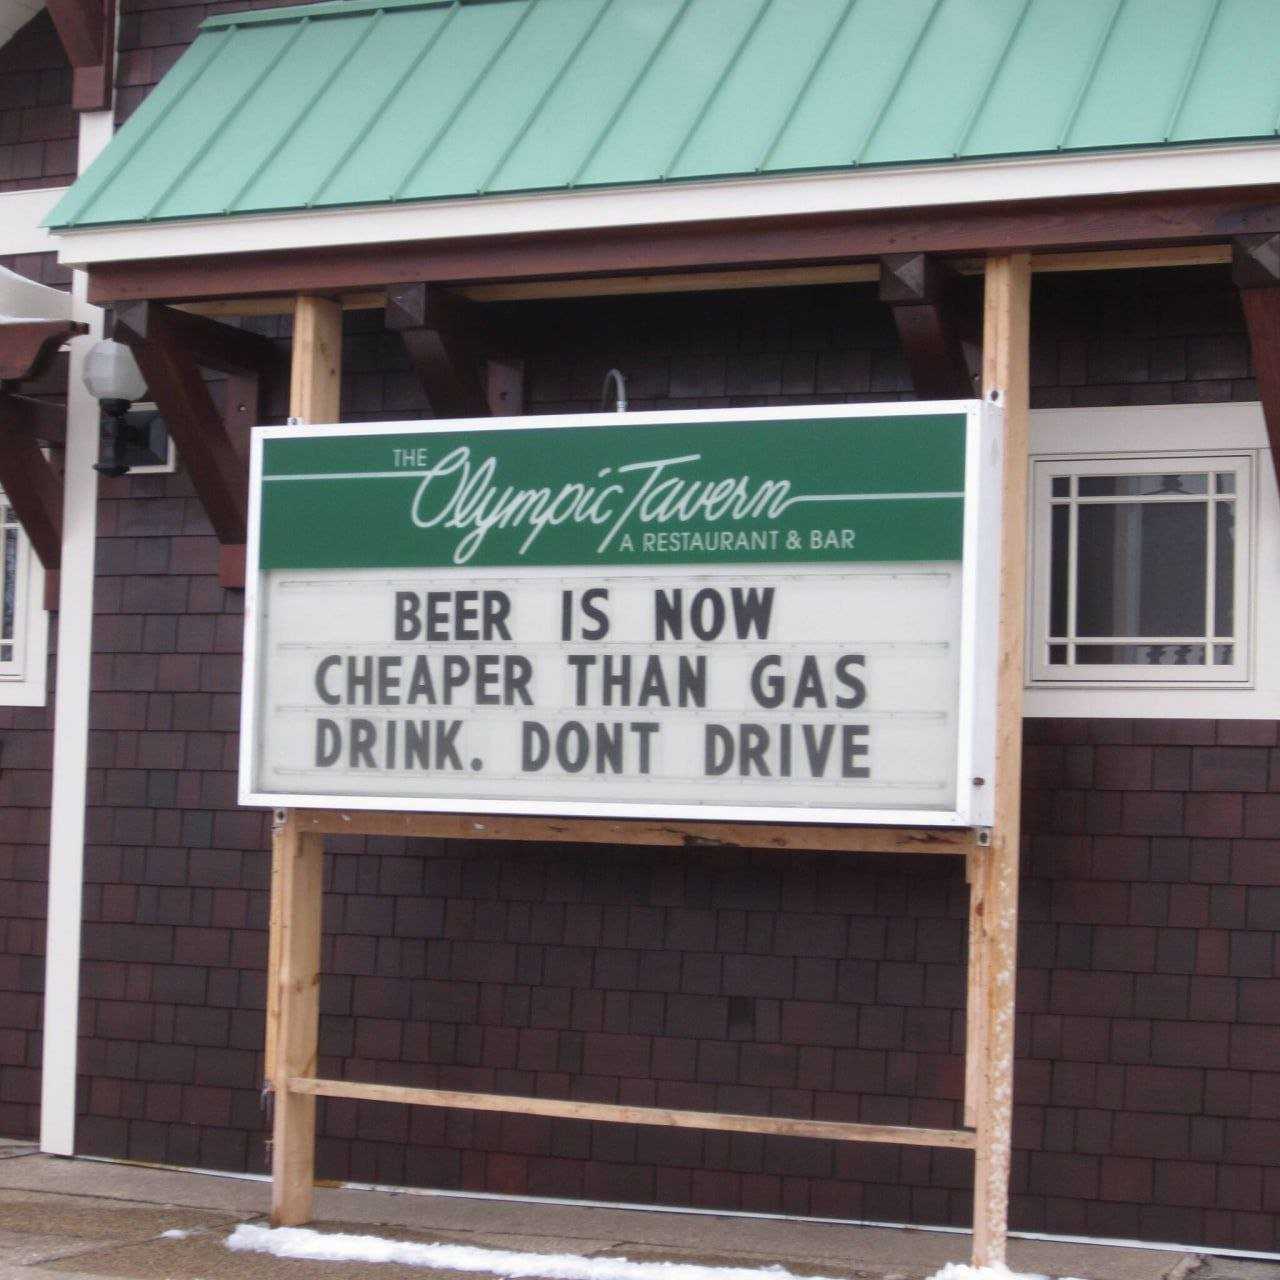 THE
Olympic Tavern
A RESTAURANT & BAR
BEER IS NOW
CHEAPER THAN GAS
DRINK. DONT DRIVE